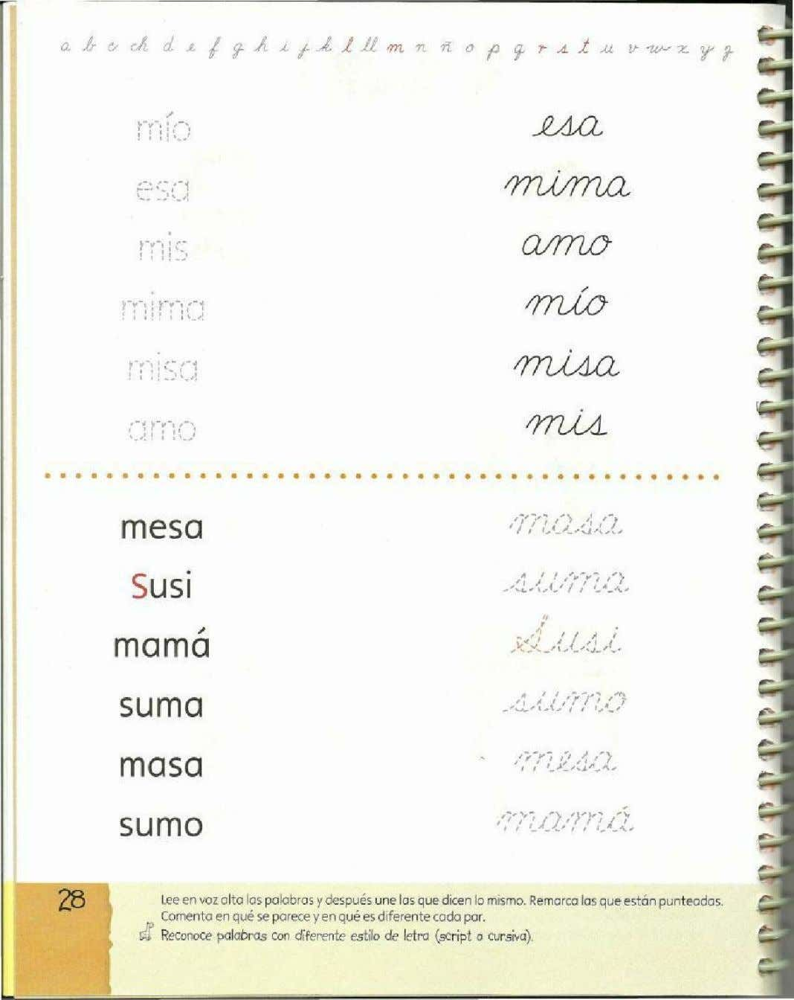 a b c ch d e f g h i j k l ll m n ñ o p q r s t u v w x y z
mío esa
esa mima
mis amo
mima mío
misa misa
amo mis
mesa masa
Susi suma
mamá Susi
suma sumo
masa mesa
sumo mamá
28 Lee en voz alta las palabras y después une las que dicen lo mismo. Remarca las que están punteadas.
Comenta en qué se parece y en qué es diferente cada par.
Reconoce palabras con diferente estilo de letra (script o cursiva).